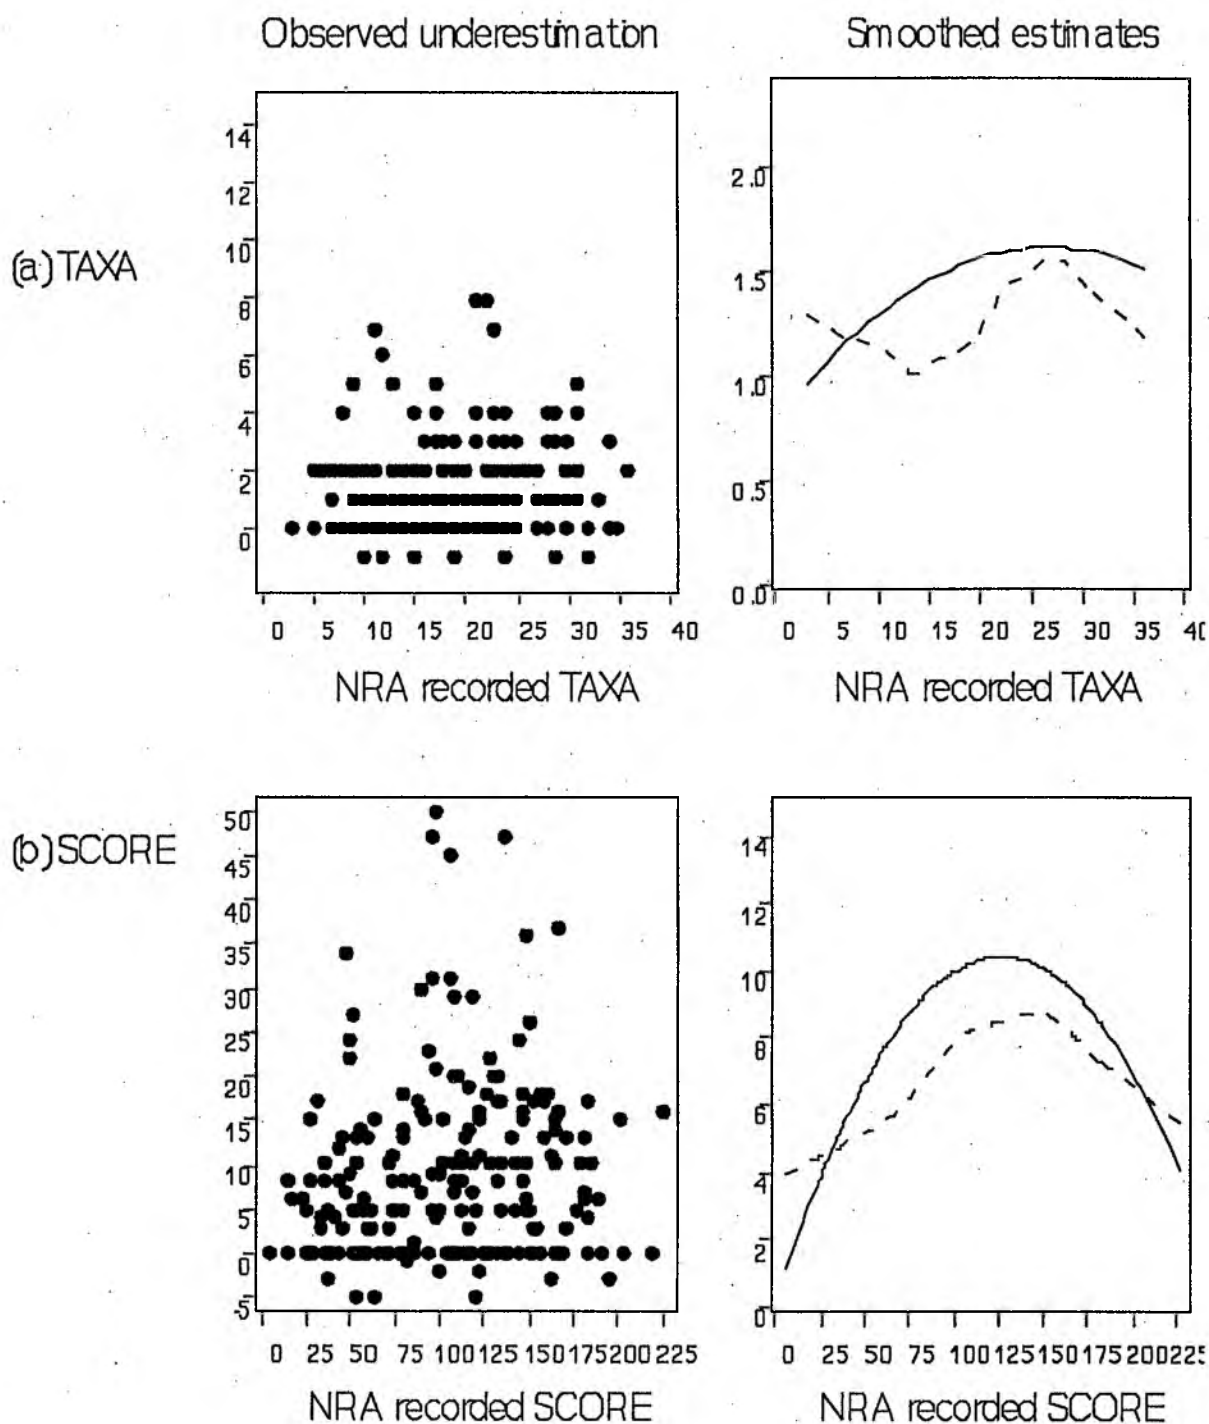 Observed underestimation
Smoothed estimates
(a) TAXA
14
12
10
8
6
4
2
0
0 5 10 15 20 25 30 35 40
NRA recorded TAXA
2.0
1.5
1.0
0.5
0.0
0 5 10 15 20 25 30 35 40
NRA recorded TAXA
(b) SCORE
50
45
40
35
30
25
20
15
10
5
0
-5
0 25 50 75 100 125 150 175 200 225
NRA recorded SCORE
14
12
10
8
6
4
2
0
0 25 50 75 100 125 150 175 200 225
NRA recorded SCORE